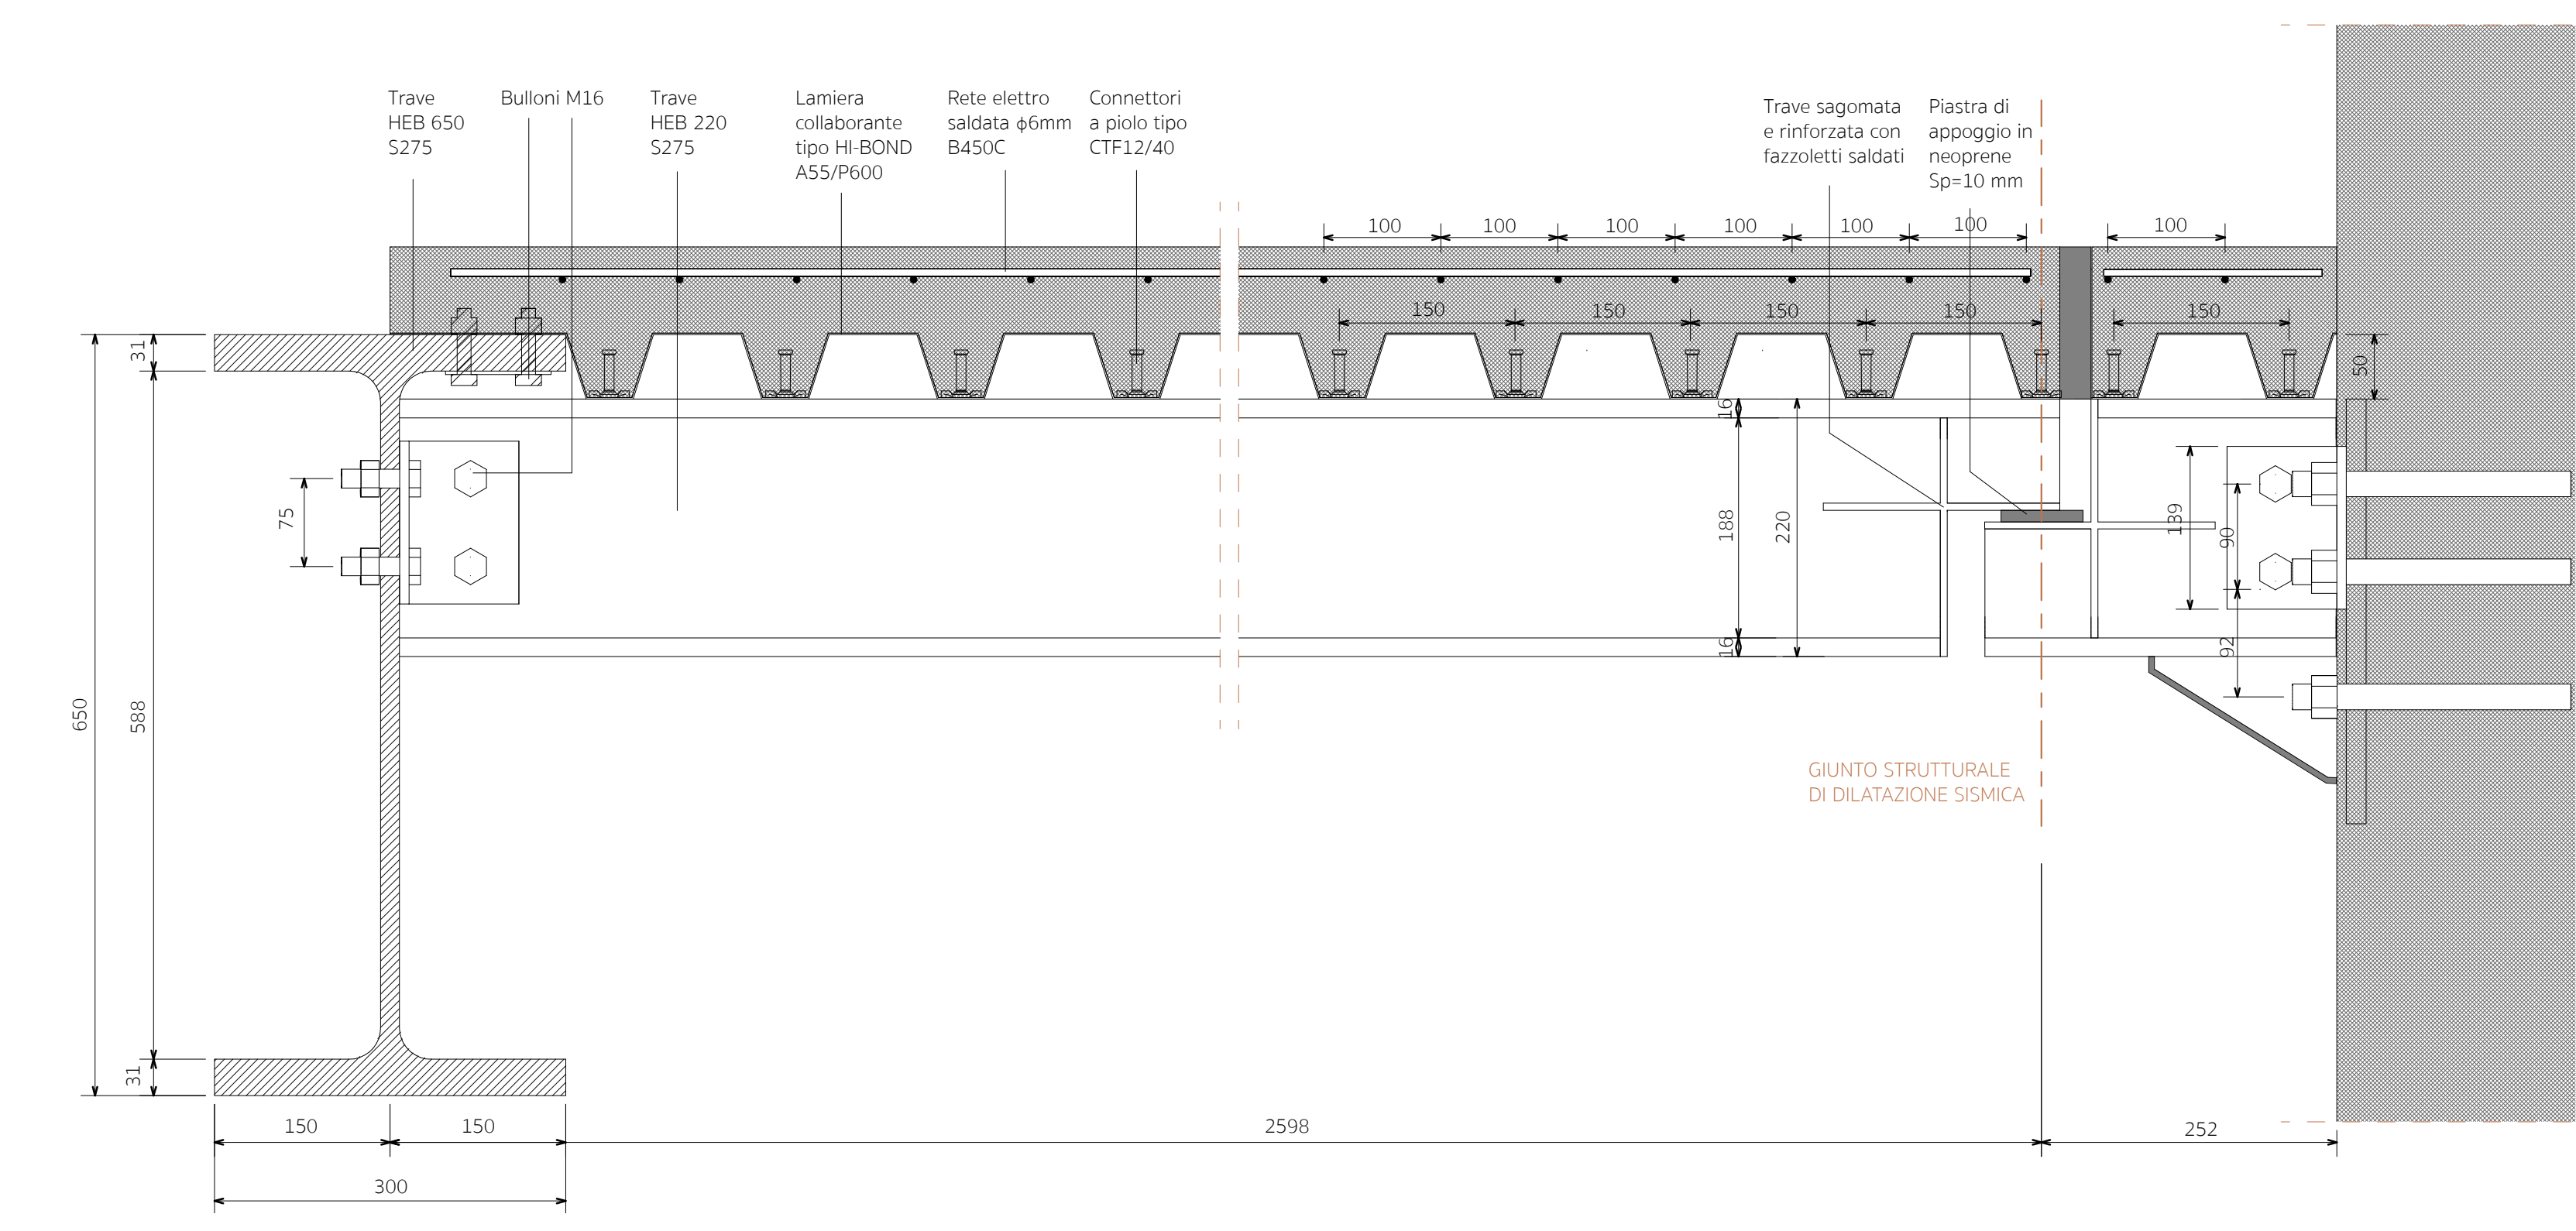 Trave
HEB 650
S275
Bulloni M16
Trave
HEB 220
S275
Lamiera
collaborante
tipo HI-BOND
A55/P600
Rete elettro
saldata ϕ6mm
B450C
Connettori
a piolo tipo
CTF12/40
Trave sagomata
e rinforzata con
fazzoletti saldati
Piastra di
appoggio in
neoprene
Sp=10 mm
100 100 100 100 100 100 100
150 150 150 150 150
31
50
16
75
188
220
139
90
16
92
650
588
GIUNTO STRUTTURALE
DI DILATAZIONE SISMICA
31
150 150 2598 252
300